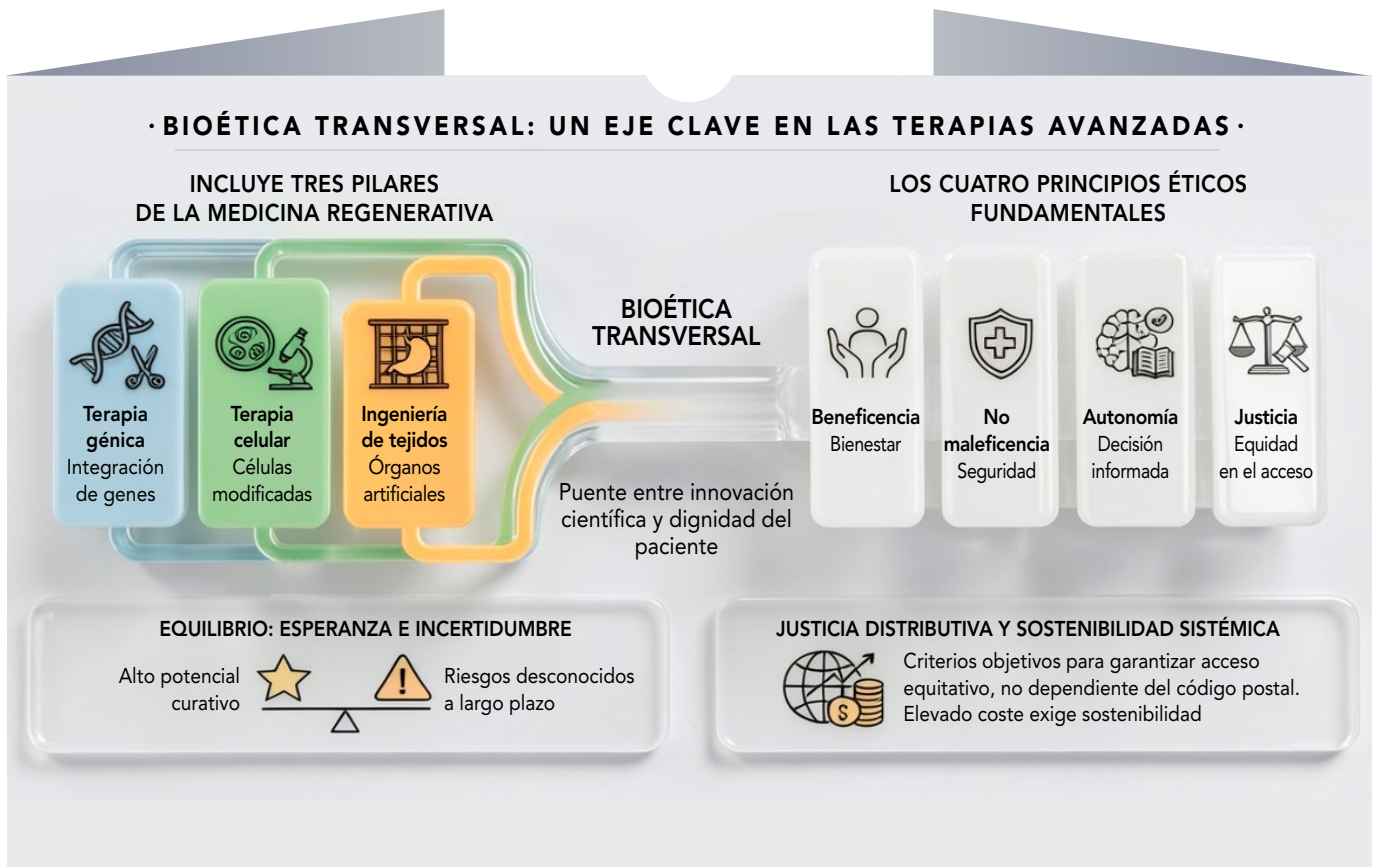 · BIOÉTICA TRANSVERSAL: UN EJE CLAVE EN LAS TERAPIAS AVANZADAS ·
INCLUYE TRES PILARES
DE LA MEDICINA REGENERATIVA
Terapia
génica
Integración
de genes
Terapia
celular
Células
modificadas
Ingeniería
de tejidos
Órganos
artificiales
BIOÉTICA
TRANSVERSAL
Puente entre innovación
científica y dignidad del
paciente
LOS CUATRO PRINCIPIOS ÉTICOS
FUNDAMENTALES
Beneficencia
Bienestar
No
maleficencia
Seguridad
Autonomía
Decisión
informada
Justicia
Equidad
en el acceso
EQUILIBRIO: ESPERANZA E INCERTIDUMBRE
Alto potencial
curativo
Riesgos desconocidos
a largo plazo
JUSTICIA DISTRIBUTIVA Y SOSTENIBILIDAD SISTÉMICA
$
Criterios objetivos para garantizar acceso
equitativo, no dependiente del código postal.
Elevado coste exige sostenibilidad